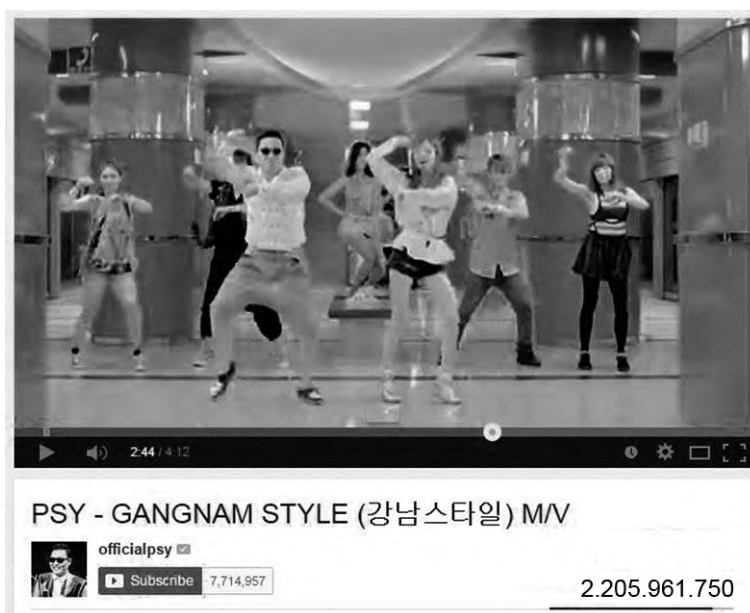 2:44 / 4:12
PSY - GANGNAM STYLE (강남스타일) M/V
officialpsy
Subscribe 7,714,957
2.205.961.750